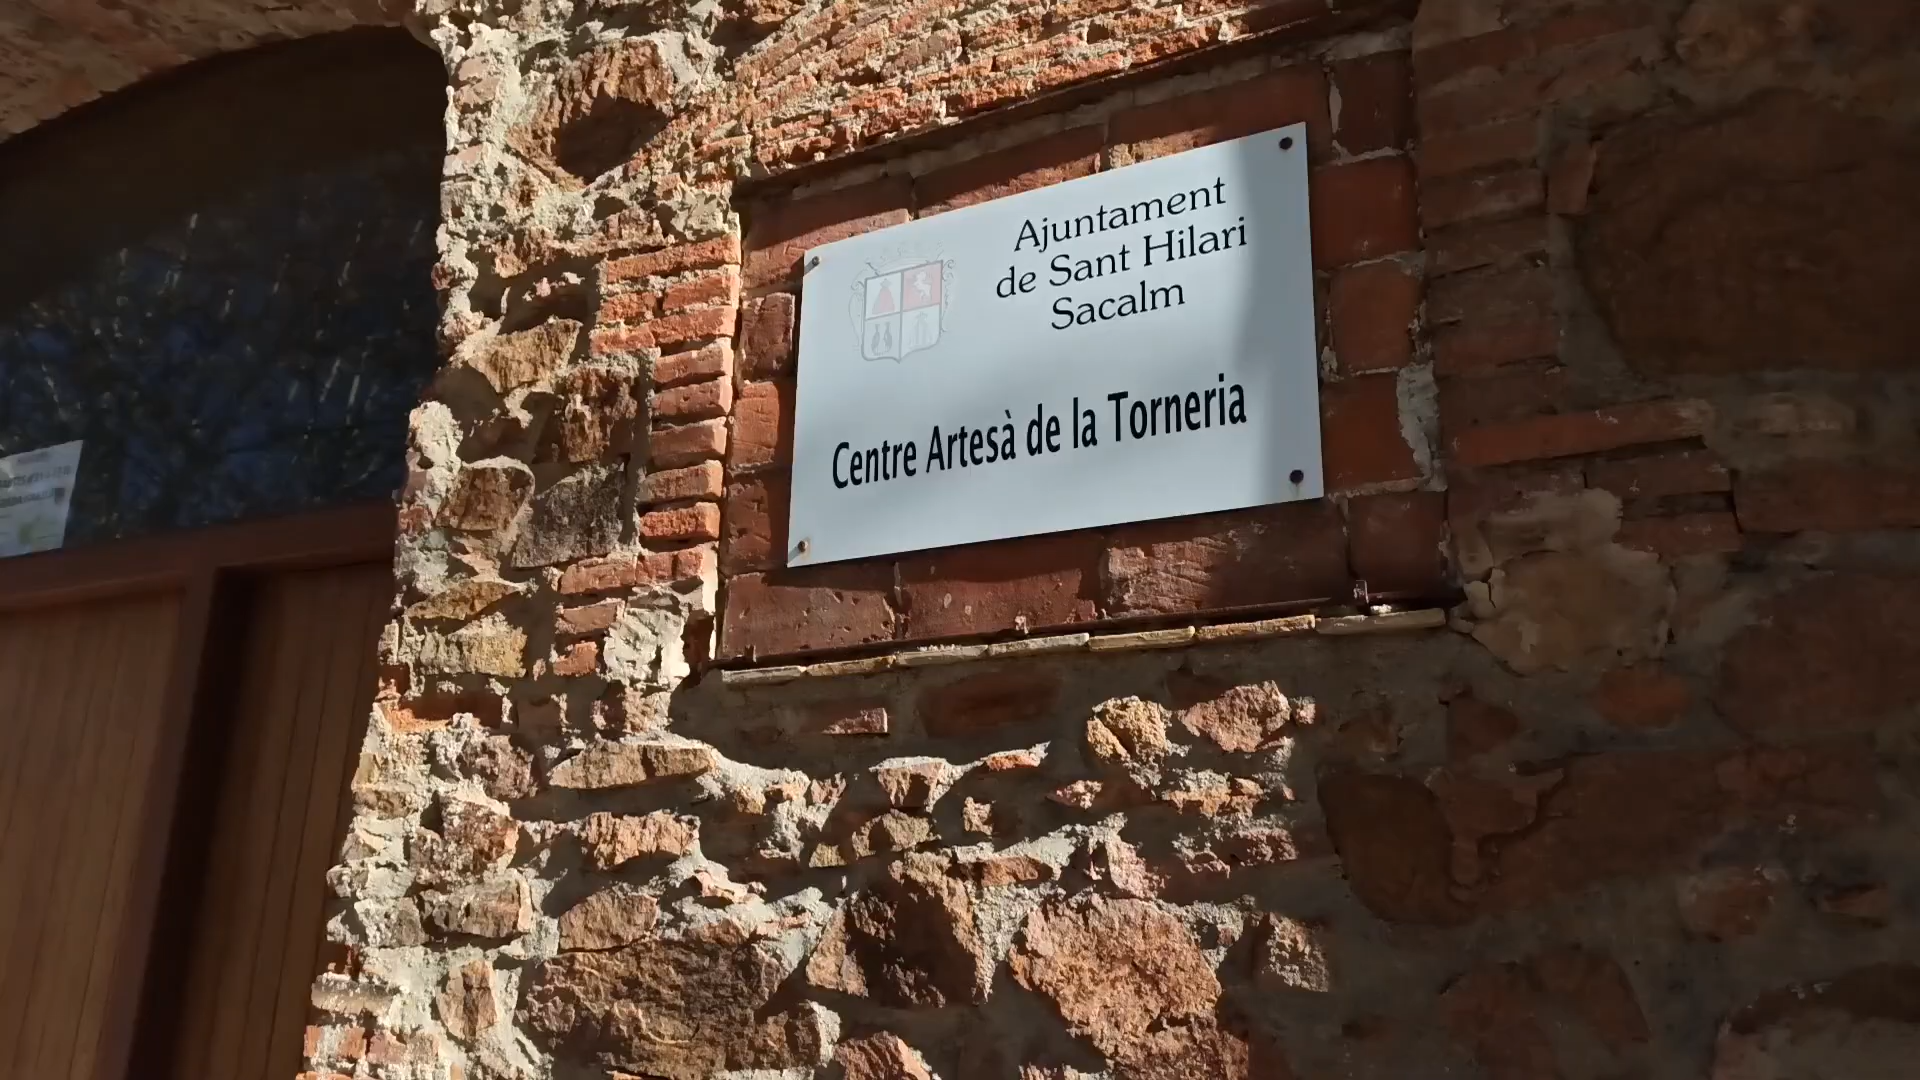 Ajuntament
de Sant Hilari
Sacalm
Centre Artesà de la Torneria